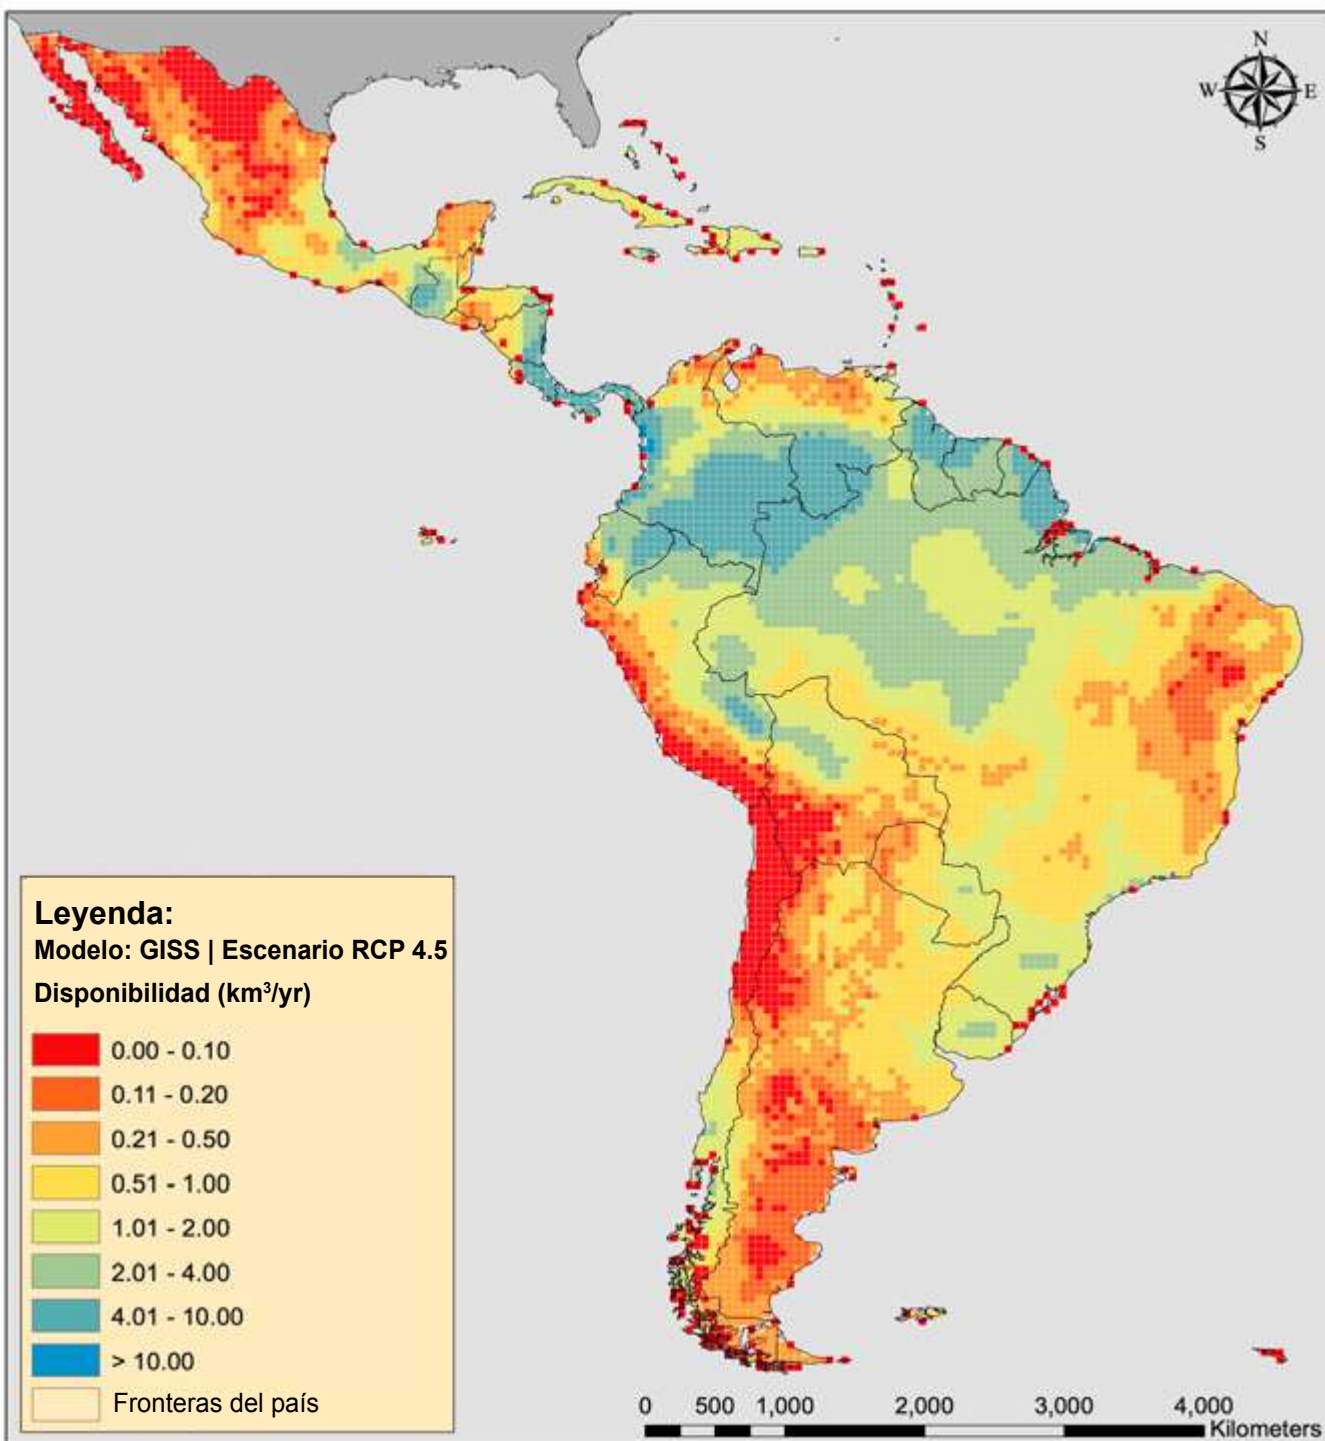 N
W E
S
Leyenda:
Modelo: GISS | Escenario RCP 4.5
Disponibilidad (km³/yr)
0.00 - 0.10
0.11 - 0.20
0.21 - 0.50
0.51 - 1.00
1.01 - 2.00
2.01 - 4.00
4.01 - 10.00
> 10.00
Fronteras del país
0 500 1,000 2,000 3,000 4,000
Kilometers